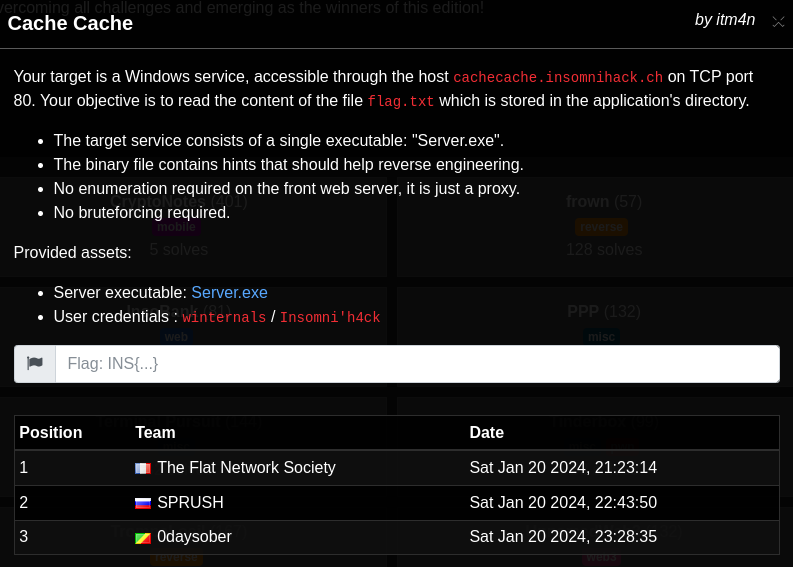 vercoming all challenges and emerging as the winners of this edition!
Cache Cache
by itm4n
Your target is a Windows service, accessible through the host cachecache.insomnihack.ch on TCP port
80. Your objective is to read the content of the file flag.txt which is stored in the application's directory.
The target service consists of a single executable: "Server.exe".
The binary file contains hints that should help reverse engineering.
No enumeration required on the front web server, it is just a proxy.
CryptoNotes (401)
frown (57)
No bruteforcing required.
mobile
reverse
5 solves
128 solves
Provided assets:
Server executable: Server.exe
PPP (132)
User credentials : winternals / Insomni'h4ck
web
misc
Flag: INS{...}
Position Team Date
1 The Flat Network Society Sat Jan 20 2024, 21:23:14
2 SPRUSH Sat Jan 20 2024, 22:43:50
3 0daysober Sat Jan 20 2024, 23:28:35
reverse